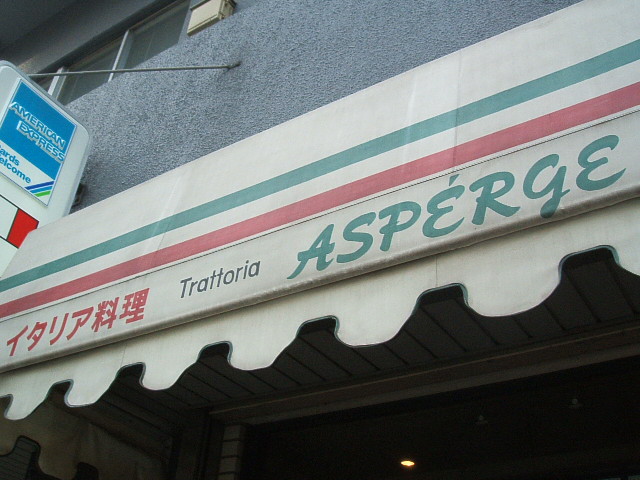 AMERICAN
EXPRESS
Cards
Welcome
イタリア料理 Trattoria ASPÉRGE